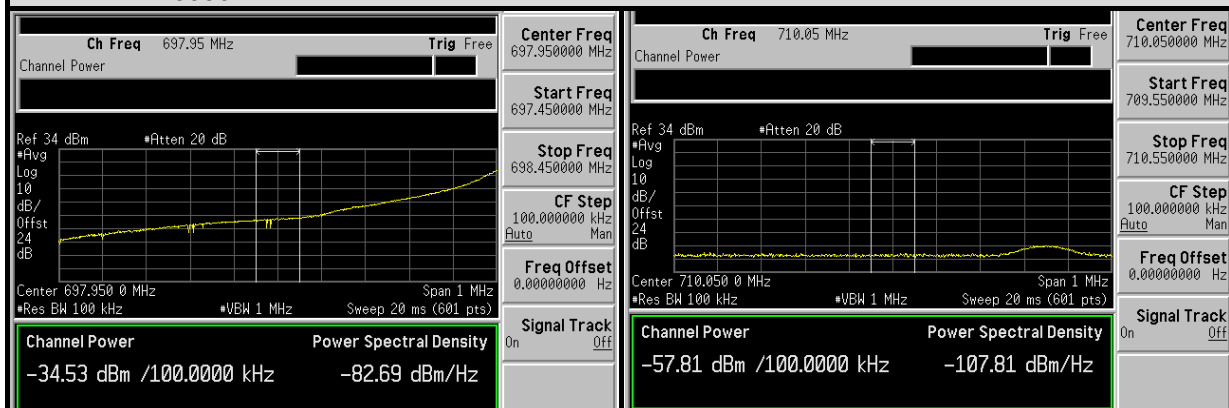 Ch Freq 697.95 MHz Trig Free
Channel Power
Ref 34 dBm #Atten 20 dB
#Avg
Log
10
dB/
Offst
24
dB
Center 697.950 0 MHz Span 1 MHz
#Res BW 100 kHz #VBW 1 MHz Sweep 20 ms (601 pts)
Channel Power Power Spectral Density
-34.53 dBm /100.0000 kHz -82.69 dBm/Hz
Center Freq
697.950000 MHz
Start Freq
697.450000 MHz
Stop Freq
698.450000 MHz
CF Step
100.000000 kHz
Auto Man
Freq Offset
0.00000000 Hz
Signal Track
On Off
Ch Freq 710.05 MHz Trig Free
Channel Power
Ref 34 dBm #Atten 20 dB
#Avg
Log
10
dB/
Offst
24
dB
Center 710.050 0 MHz Span 1 MHz
#Res BW 100 kHz #VBW 1 MHz Sweep 20 ms (601 pts)
Channel Power Power Spectral Density
-57.81 dBm /100.0000 kHz -107.81 dBm/Hz
Center Freq
710.050000 MHz
Start Freq
709.550000 MHz
Stop Freq
710.550000 MHz
CF Step
100.000000 kHz
Auto Man
Freq Offset
0.00000000 Hz
Signal Track
On Off